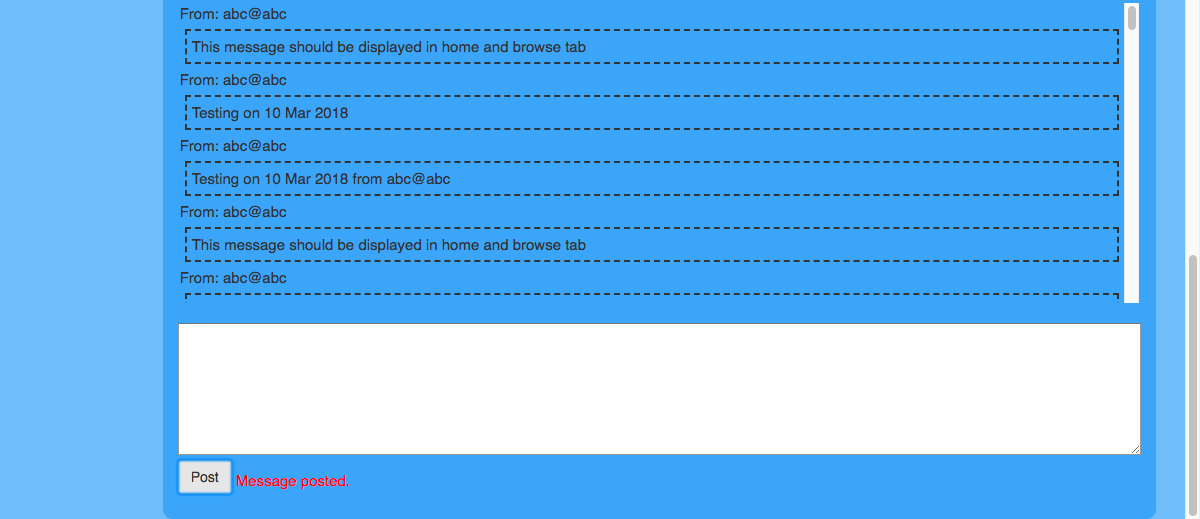 From: abc@abc
This message should be displayed in home and browse tab
From: abc@abc
Testing on 10 Mar 2018
From: abc@abc
Testing on 10 Mar 2018 from abc@abc
From: abc@abc
This message should be displayed in home and browse tab
From: abc@abc
Post Message posted.